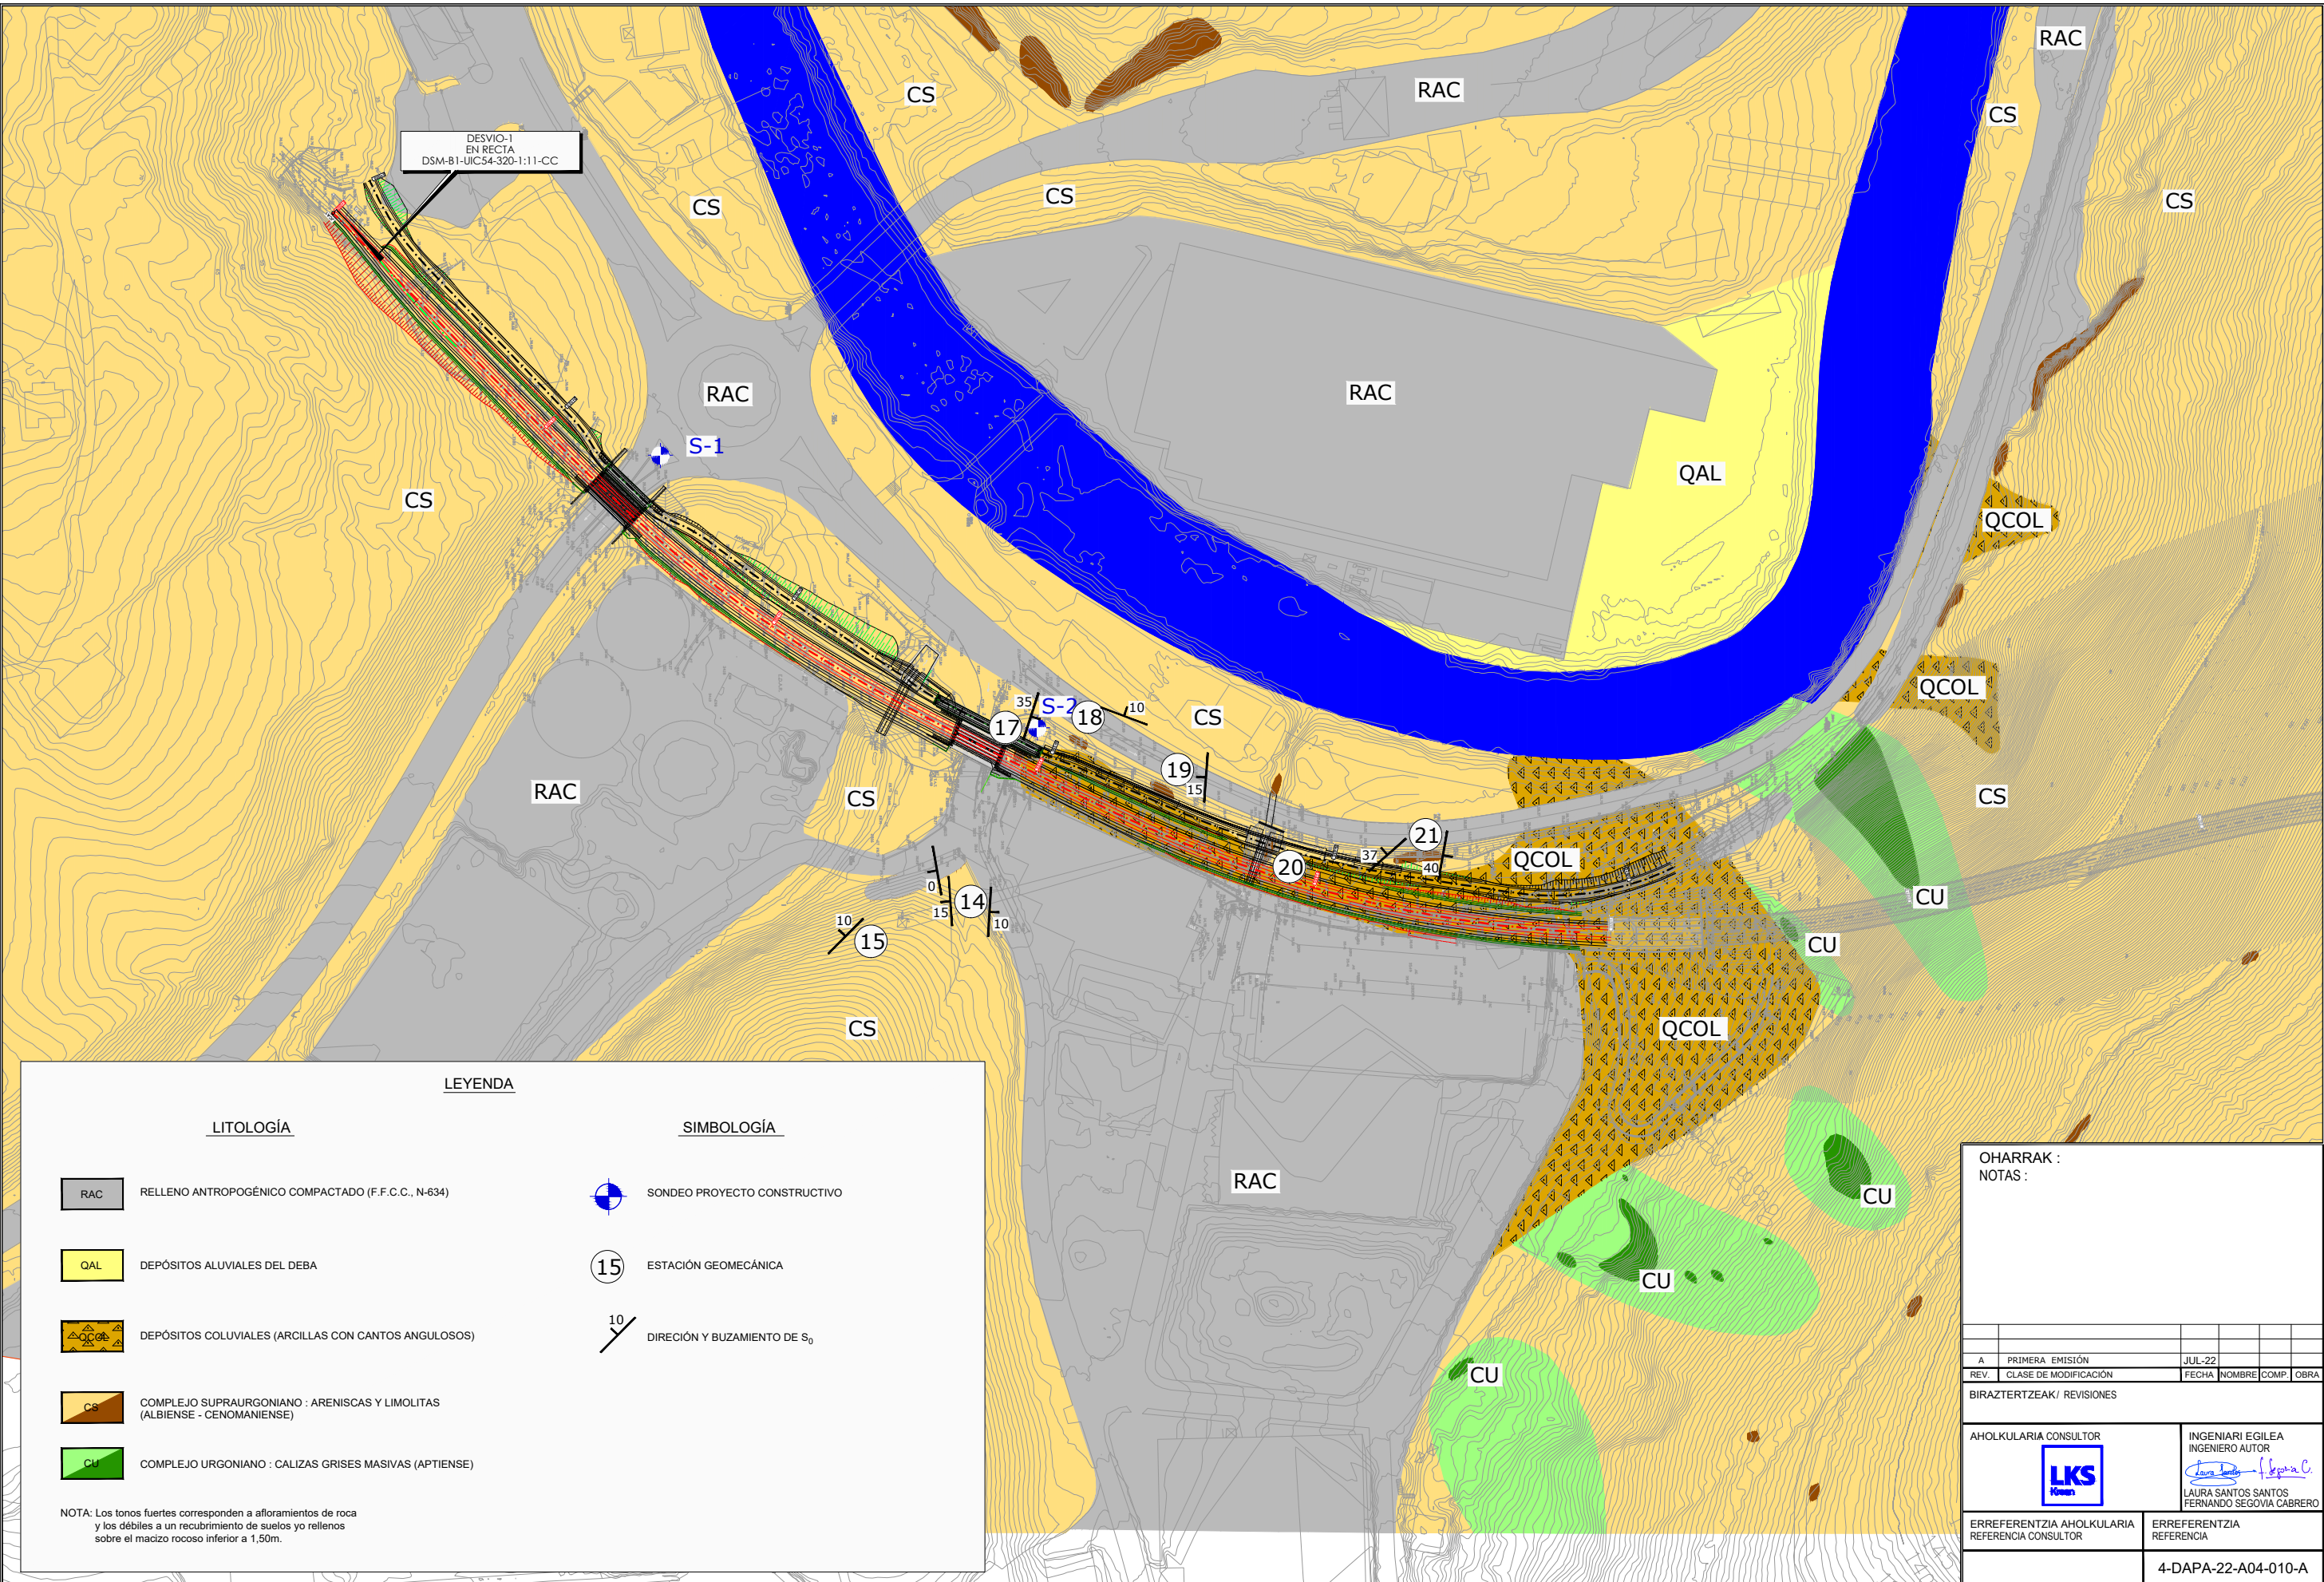 RAC
CS
RAC
CS
DESVIO-1
EN RECTA
DSM-B1-UIC54-320-1:11-CC
CS
CS
CS
RAC
RAC
S-1
QAL
CS
QCOL
QCOL
35
S-2
18
10
CS
17
19
15
RAC
CS
CS
21
37
40
QCOL
20
0
14
15
10
10
15
CU
CU
CS
QCOL
RAC
CU
CU
CU
LEYENDA
LITOLOGÍA
SIMBOLOGÍA
RAC
RELLENO ANTROPOGÉNICO COMPACTADO (F.F.C.C., N-634)
SONDEO PROYECTO CONSTRUCTIVO
QAL
DEPÓSITOS ALUVIALES DEL DEBA
15
ESTACIÓN GEOMECÁNICA
QCOL
DEPÓSITOS COLUVIALES (ARCILLAS CON CANTOS ANGULOSOS)
10
DIRECIÓN Y BUZAMIENTO DE S0
CS
COMPLEJO SUPRAURGONIANO : ARENISCAS Y LIMOLITAS
(ALBIENSE - CENOMANIENSE)
CU
COMPLEJO URGONIANO : CALIZAS GRISES MASIVAS (APTIENSE)
NOTA: Los tonos fuertes corresponden a afloramientos de roca
y los débiles a un recubrimiento de suelos yo rellenos
sobre el macizo rocoso inferior a 1,50m.
OHARRAK :
NOTAS :
A PRIMERA EMISIÓN JUL-22
REV. CLASE DE MODIFICACIÓN FECHA NOMBRE COMP. OBRA
BIRAZTERTZEAK/ REVISIONES
AHOLKULARIA CONSULTOR
LKS
Krean
INGENIARI EGILEA
INGENIERO AUTOR
LAURA SANTOS SANTOS
FERNANDO SEGOVIA CABRERO
ERREFERENTZIA AHOLKULARIA
REFERENCIA CONSULTOR
ERREFERENTZIA
REFERENCIA
4-DAPA-22-A04-010-A